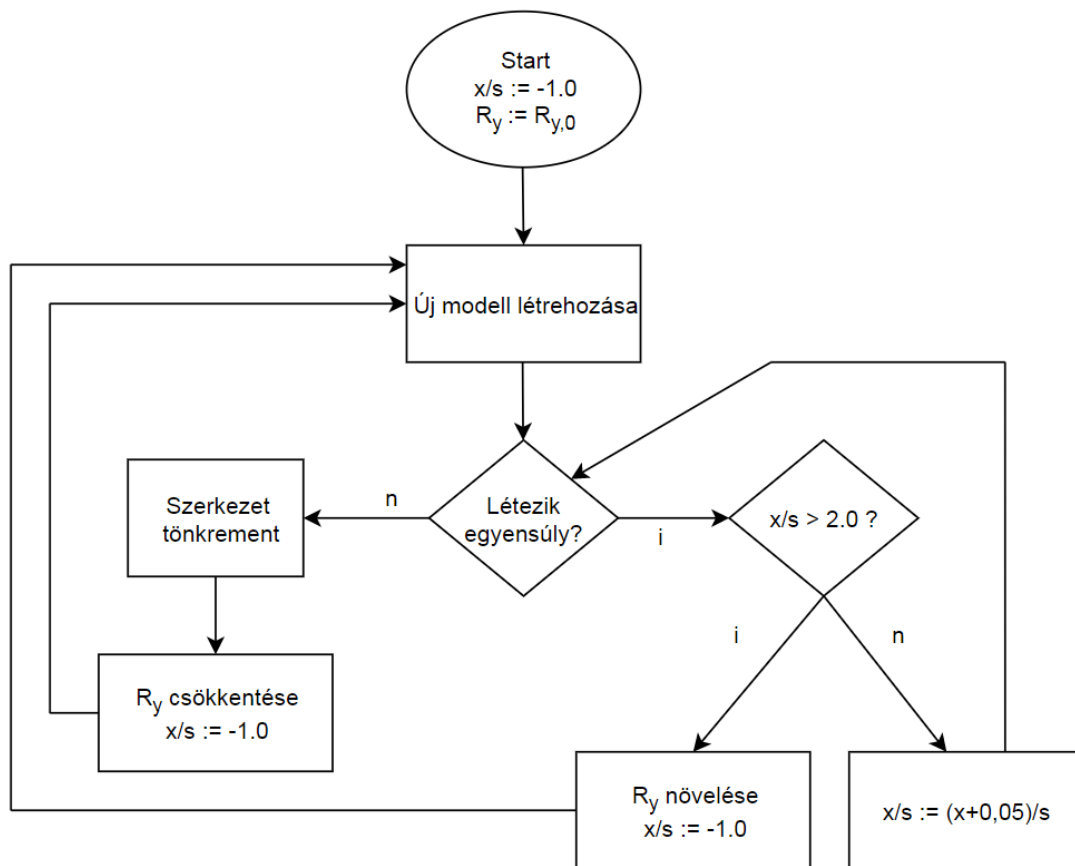 Start
x/s := -1.0
Ry := Ry,0
Új modell létrehozása
Létezik
egyensúly?
n
i
Szerkezet
tönkrement
x/s > 2.0 ?
i
n
Ry csökkentése
x/s := -1.0
Ry növelése
x/s := -1.0
x/s := (x+0,05)/s